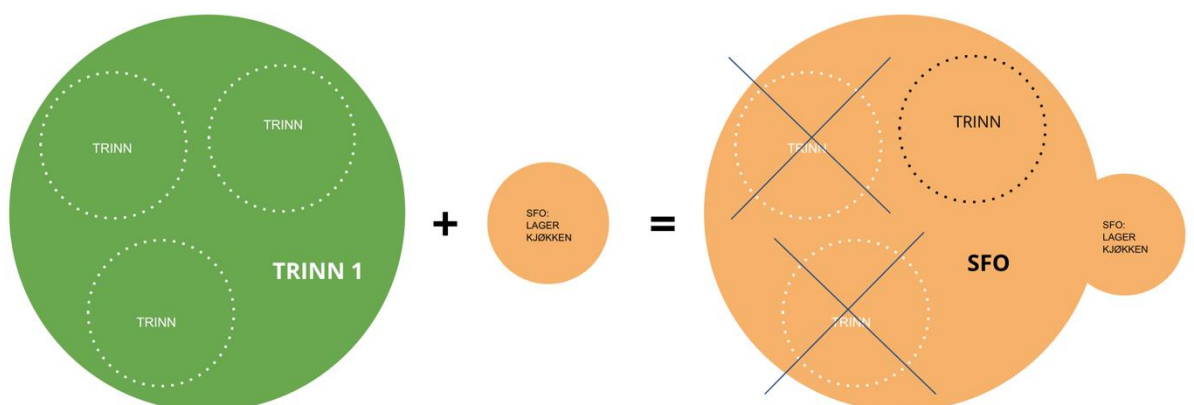 TRINN
TRINN
TRINN
TRINN 1
+
SFO:
LAGER
KJØKKEN
=
TRINN
TRINN
TRINN
SFO
SFO:
LAGER
KJØKKEN